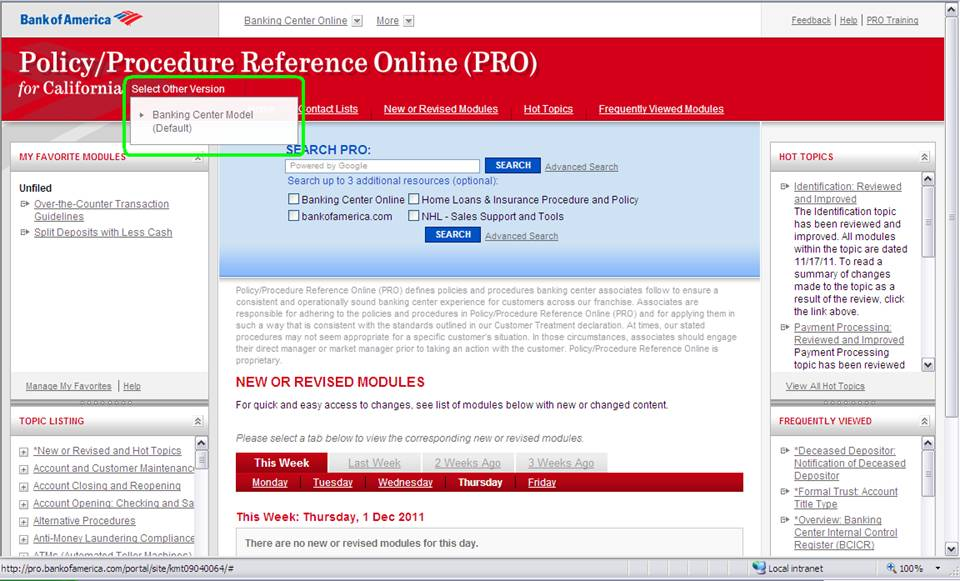 Bank of America
Banking Center Online
More
Feedback | Help | PRO Training
Policy/Procedure Reference Online (PRO)
for California
Select Other Version
Banking Center Model
(Default)
Contact Lists
New or Revised Modules
Hot Topics
Frequently Viewed Modules
MY FAVORITE MODULES
Unfiled
Over-the-Counter Transaction
Guidelines
Split Deposits with Less Cash
Manage My Favorites | Help
TOPIC LISTING
*New or Revised and Hot Topics
Account and Customer Maintenanc
Account Closing and Reopening
Account Opening: Checking and Sa
Alternative Procedures
Anti-Money Laundering Compliance
ATMs (Automated Teller Machines)
SEARCH PRO:
Powered by Google
SEARCH
Advanced Search
Search up to 3 additional resources (optional):
Banking Center Online
Home Loans & Insurance Procedure and Policy
bankofamerica.com
NHL - Sales Support and Tools
SEARCH
Advanced Search
Policy/Procedure Reference Online (PRO) defines policies and procedures banking center associates follow to ensure a
consistent and operationally sound banking center experience for customers across our franchise. Associates are
responsible for adhering to the policies and procedures in Policy/Procedure Reference Online (PRO) and for applying them in
such a way that is consistent with the standards outlined in our Customer Treatment declaration. At times, our stated
procedures may not seem appropriate for a specific customer's situation. In those circumstances, associates should engage
their direct manager or market manager prior to taking an action with the customer. Policy/Procedure Reference Online is
proprietary.
NEW OR REVISED MODULES
For quick and easy access to changes, see list of modules below with new or changed content.
Please select a tab below to view the corresponding new or revised modules.
This Week
Last Week
2 Weeks Ago
3 Weeks Ago
Monday
Tuesday
Wednesday
Thursday
Friday
This Week: Thursday, 1 Dec 2011
There are no new or revised modules for this day.
HOT TOPICS
Identification: Reviewed
and Improved
The Identification topic
has been reviewed and
improved. All modules
within the topic are dated
11/17/11. To read a
summary of changes
made to the topic as a
result of the review, click
the link above.
Payment Processing:
Reviewed and Improved
Payment Processing
topic has been reviewed
View All Hot Topics
FREQUENTLY VIEWED
*Deceased Depositor:
Notification of Deceased
Depositor
*Formal Trust: Account
Title Type
*Overview: Banking
Center Internal Control
Register (BCICR)
http://pro.bankofamerica.com/portal/site/kmt09040064/#
Local intranet
100%